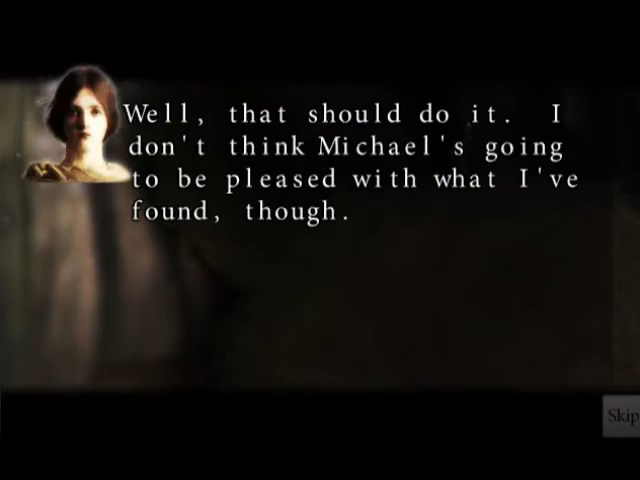 Well, that should do it. I
don't think Michael's going
to be pleased with what I've
found, though.
Skip